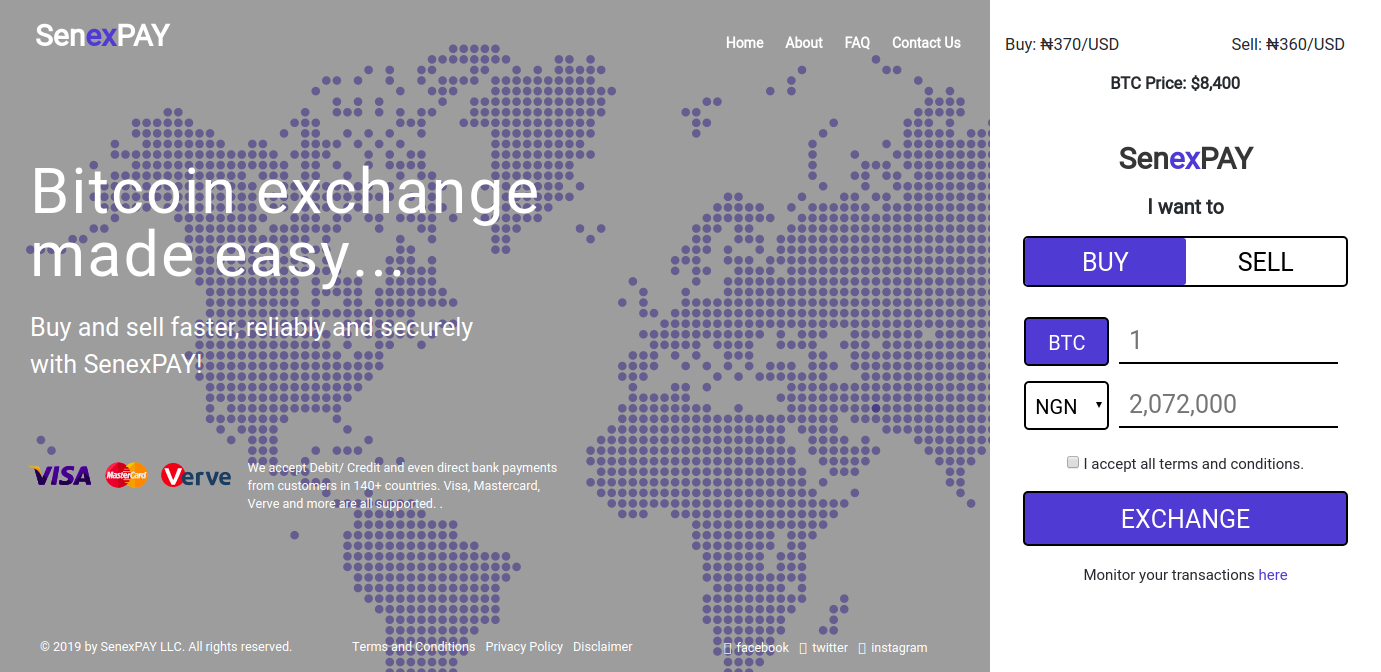 SenexPAY
Home About FAQ Contact Us
Bitcoin exchange
made easy...
Buy and sell faster, reliably and securely
with SenexPAY!
VISA MasterCard Verve
We accept Debit/ Credit and even direct bank payments
from customers in 140+ countries. Visa, Mastercard,
Verve and more are all supported. .
© 2019 by SenexPAY LLC. All rights reserved. Terms and Conditions Privacy Policy Disclaimer facebook twitter instagram
Buy: ₦370/USD Sell: ₦360/USD
BTC Price: $8,400
SenexPAY
I want to
BUY SELL
BTC 1
NGN 2,072,000
I accept all terms and conditions.
EXCHANGE
Monitor your transactions here